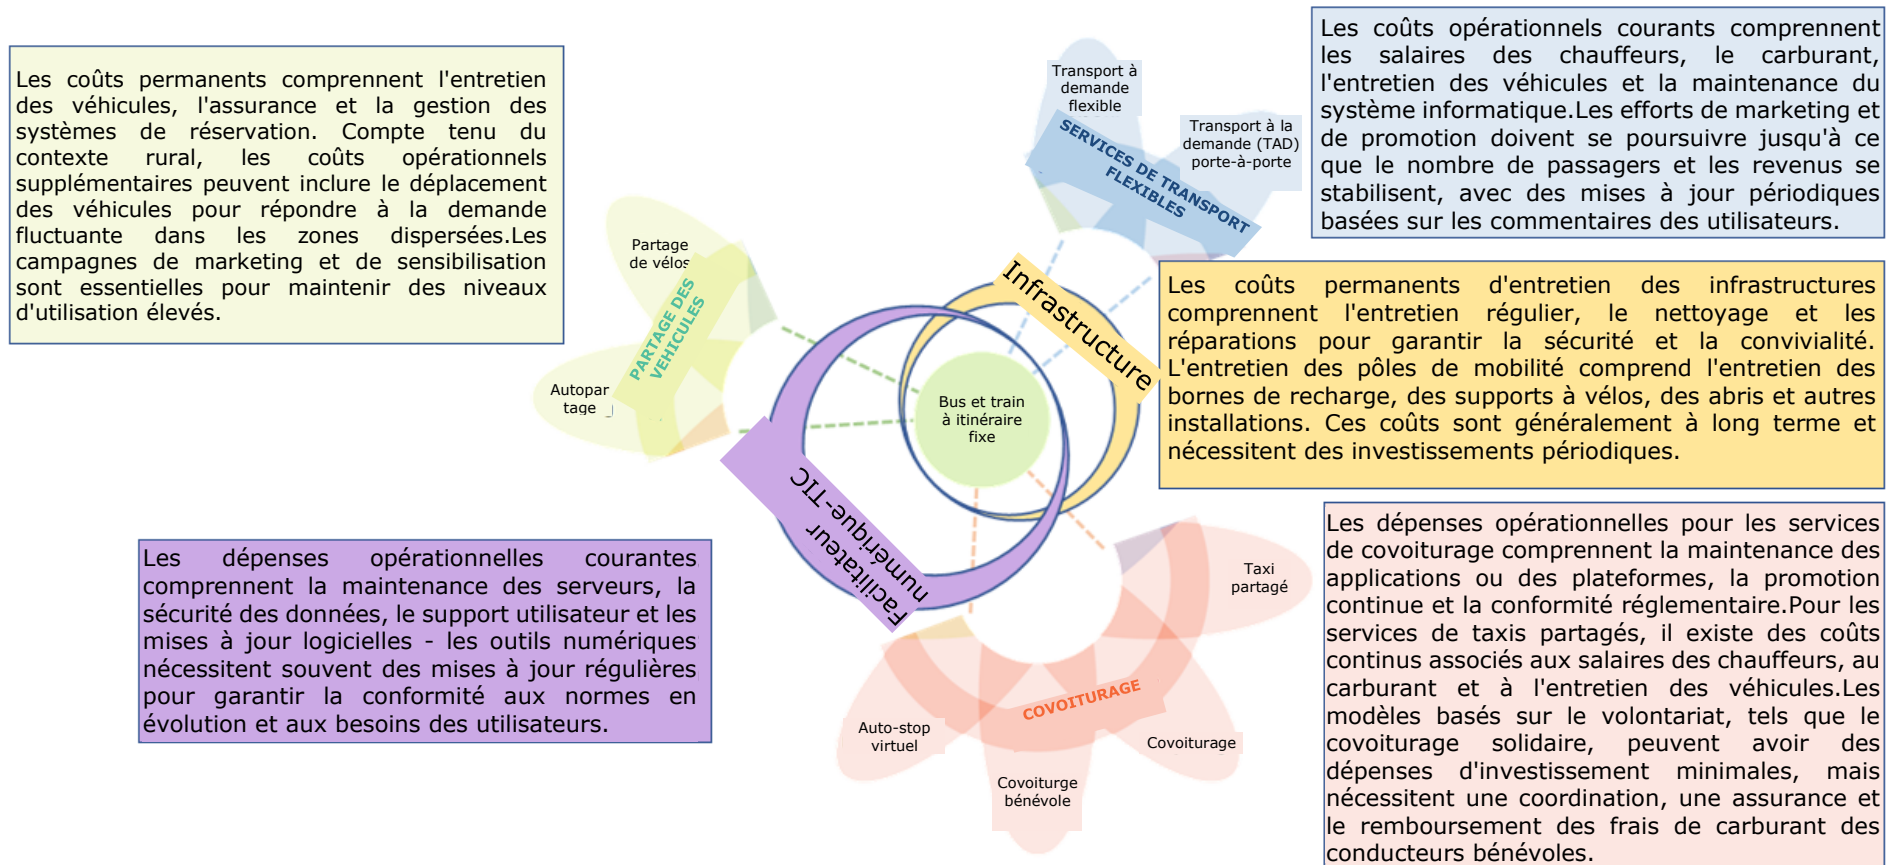 Les coûts permanents comprennent l'entretien
des véhicules, l'assurance et la gestion des
systèmes de réservation. Compte tenu du
contexte rural, les coûts opérationnels
supplémentaires peuvent inclure le déplacement
des véhicules pour répondre à la demande
fluctuante dans les zones dispersées.Les
campagnes de marketing et de sensibilisation
sont essentielles pour maintenir des niveaux
d'utilisation élevés.
Transport à
demande
flexible
Transport à la
demande (TAD)
porte-à-porte
SERVICES DE TRANSPORT
FLEXIBLES
Les coûts opérationnels courants comprennent
les salaires des chauffeurs, le carburant,
l'entretien des véhicules et la maintenance du
système informatique.Les efforts de marketing et
de promotion doivent se poursuivre jusqu'à ce
que le nombre de passagers et les revenus se
stabilisent, avec des mises à jour périodiques
basées sur les commentaires des utilisateurs.
Partage
de vélos
PARTAGE DES
VEHICULES
Autopar
tage
Infrastructure
Bus et train
à itinéraire
fixe
Les coûts permanents d'entretien des infrastructures
comprennent l'entretien régulier, le nettoyage et les
réparations pour garantir la sécurité et la convivialité.
L'entretien des pôles de mobilité comprend l'entretien des
bornes de recharge, des supports à vélos, des abris et autres
installations. Ces coûts sont généralement à long terme et
nécessitent des investissements périodiques.
Facilitateur
numérique-TIC
Les dépenses opérationnelles courantes
comprennent la maintenance des serveurs, la
sécurité des données, le support utilisateur et les
mises à jour logicielles - les outils numériques
nécessitent souvent des mises à jour régulières
pour garantir la conformité aux normes en
évolution et aux besoins des utilisateurs.
Taxi
partagé
COVOITURAGE
Auto-stop
virtuel
Covoiturge
bénévole
Covoiturage
Les dépenses opérationnelles pour les services
de covoiturage comprennent la maintenance des
applications ou des plateformes, la promotion
continue et la conformité réglementaire.Pour les
services de taxis partagés, il existe des coûts
continus associés aux salaires des chauffeurs, au
carburant et à l'entretien des véhicules.Les
modèles basés sur le volontariat, tels que le
covoiturage solidaire, peuvent avoir des
dépenses d'investissement minimales, mais
nécessitent une coordination, une assurance et
le remboursement des frais de carburant des
conducteurs bénévoles.